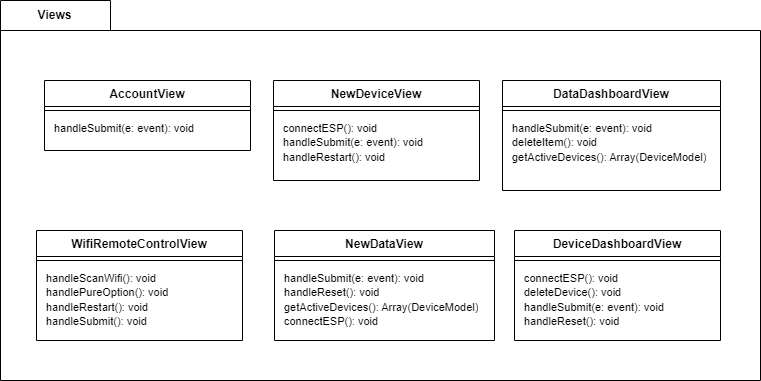 Views
AccountView
handleSubmit(e: event): void
NewDeviceView
connectESP(): void
handleSubmit(e: event): void
handleRestart(): void
DataDashboardView
handleSubmit(e: event): void
deleteItem(): void
getActiveDevices(): Array(DeviceModel)
WifiRemoteControlView
handleScanWifi(): void
handlePureOption(): void
handleRestart(): void
handleSubmit(): void
NewDataView
handleSubmit(e: event): void
handleReset(): void
getActiveDevices(): Array(DeviceModel)
connectESP(): void
DeviceDashboardView
connectESP(): void
deleteDevice(): void
handleSubmit(e: event): void
handleReset(): void